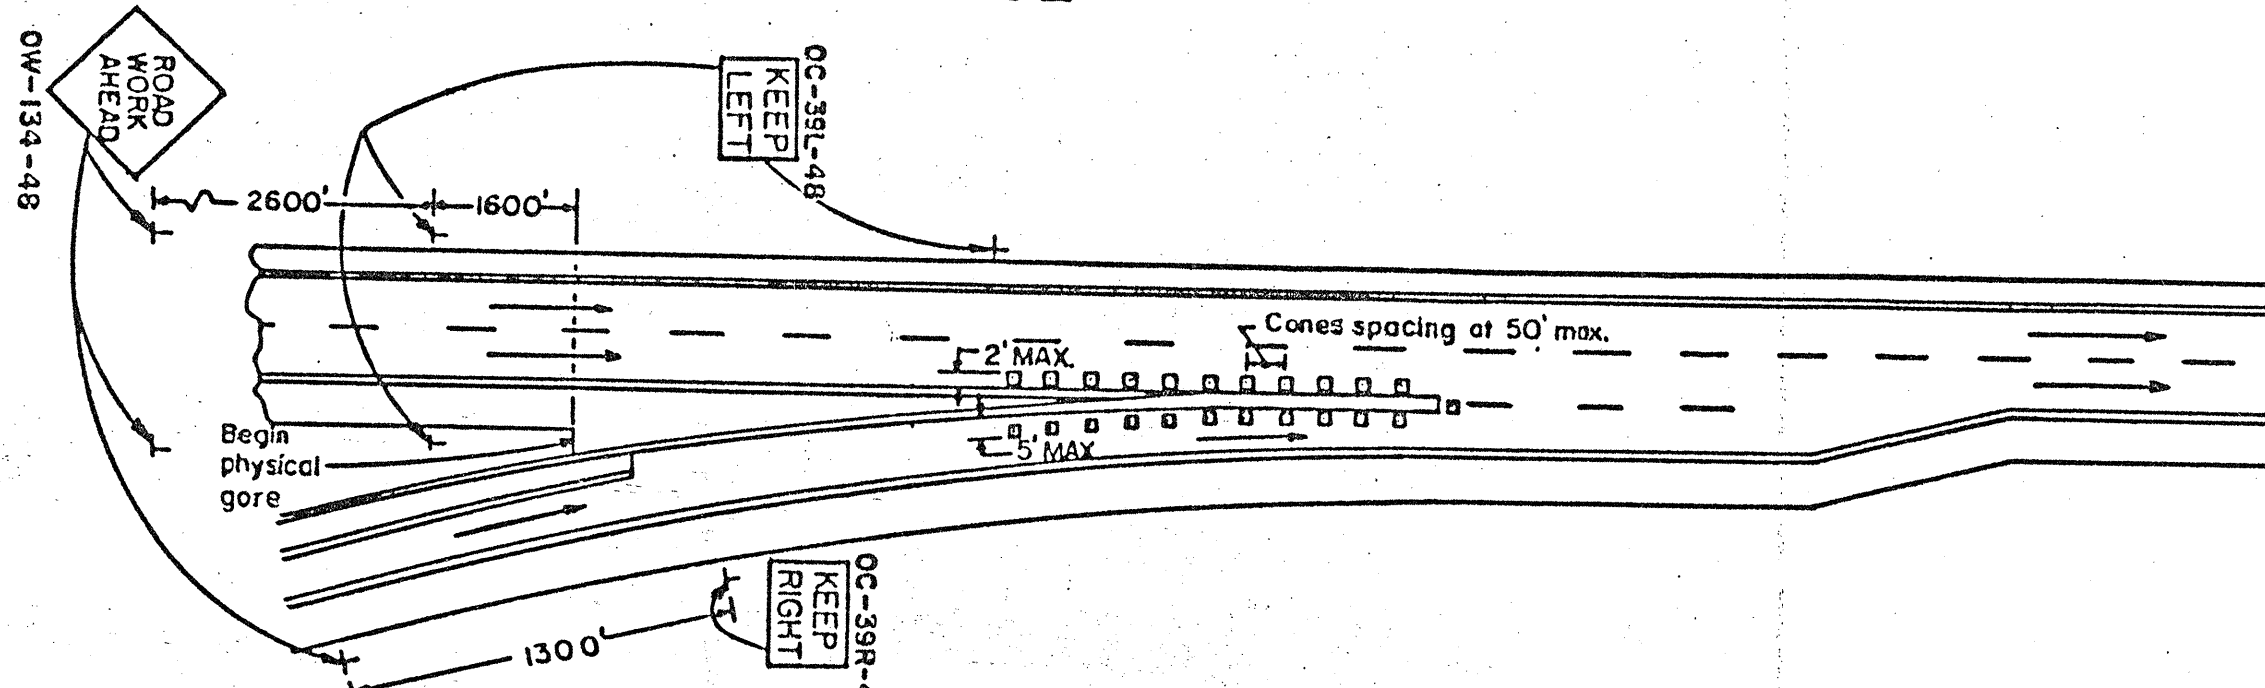 ROAD
WORK
AHEAD
OW-134-48
KEEP
LEFT
OC-39L-48
2600'
1600'
Cones spacing at 50' max.
2' MAX.
5' MAX
Begin
physical
gore
KEEP
RIGHT
OC-39R-
1300'